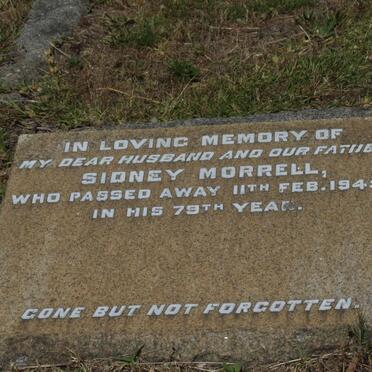 IN LOVING MEMORY OF
MY DEAR HUSBAND AND OUR
SIDNEY MORRELL,
WHO PASSED AWAY 11TH FEB.
IN HIS 79TH YEAR.
GONE BUT NOT FORGOTTEN.